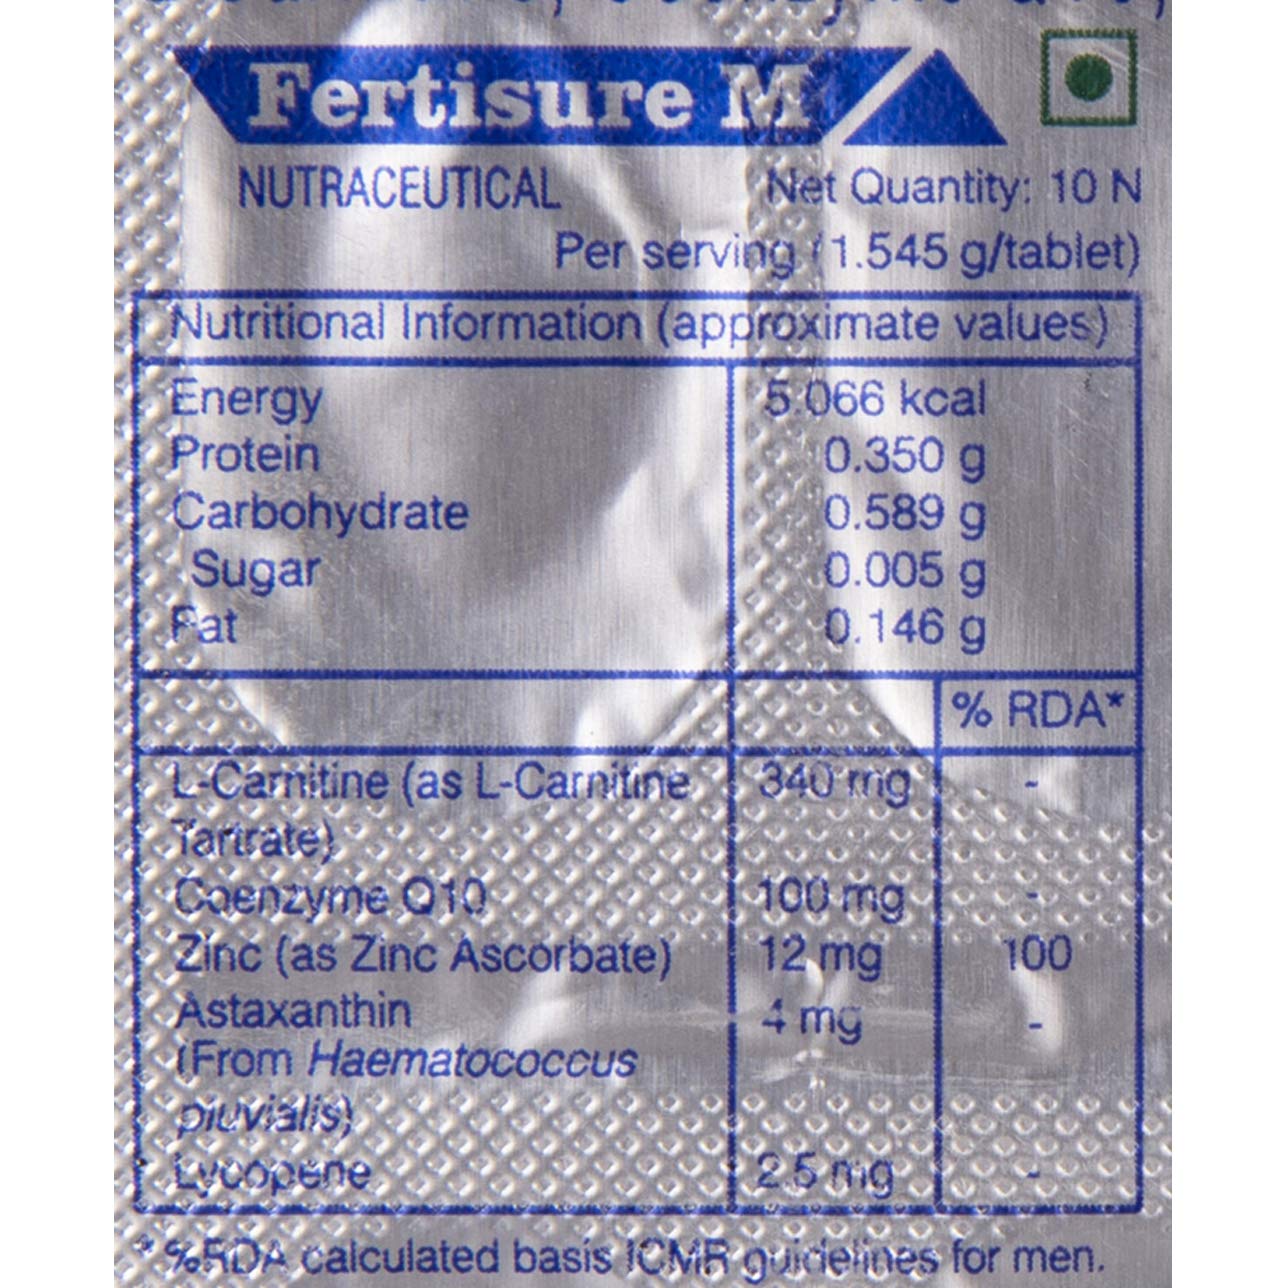 Fertisure M
NUTRACEUTICAL Net Quantity: 10 N
Per serving (1.545 g/tablet)
Nutritional Information (approximate values)
Energy 5.066 kcal
Protein 0.350 g
Carbohydrate 0.589 g
Sugar 0.005 g
Fat 0.146 g
% RDA*
L-Carnitine (as L-Carnitine 340 mg -
Tartrate)
Coenzyme Q10 100 mg -
Zinc (as Zinc Ascorbate) 12 mg 100
Astaxanthin 4 mg -
(From Haematococcus
pluvialis)
Lycopene 2.5 mg -
* %RDA calculated basis ICMR guidelines for men.